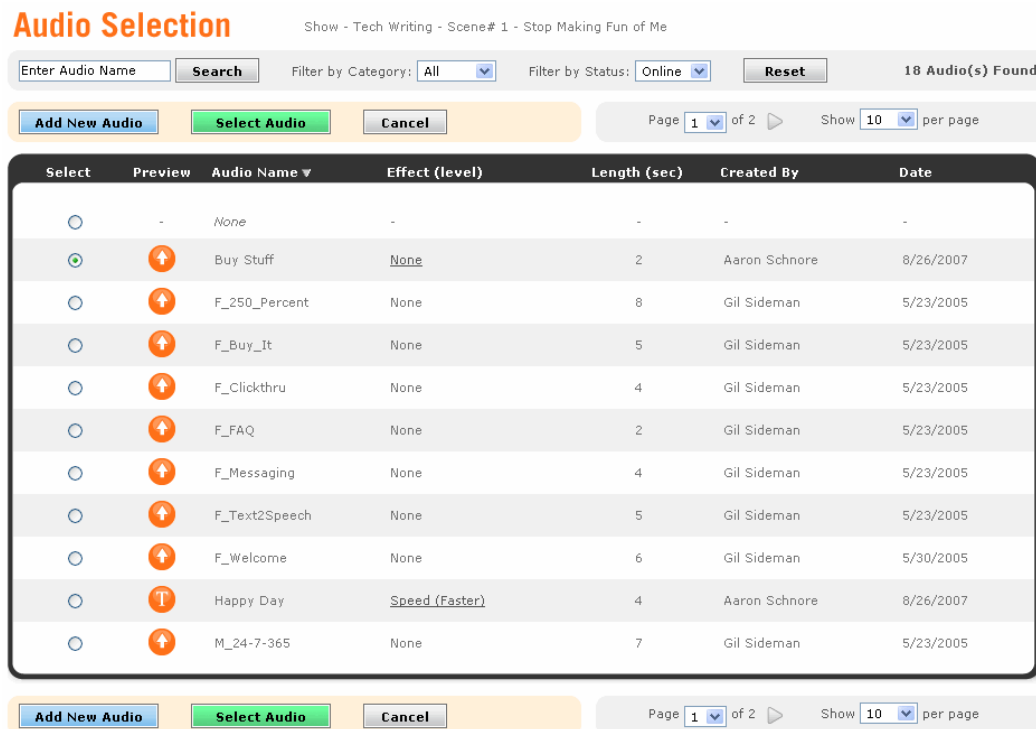 Audio Selection Show - Tech Writing - Scene# 1 - Stop Making Fun of Me
Enter Audio Name Search Filter by Category: All Filter by Status: Online Reset 18 Audio(s) Found
Add New Audio Select Audio Cancel Page 1 of 2 Show 10 per page
Select Preview Audio Name Effect (level) Length (sec) Created By Date
- None - - - -
Buy Stuff None 2 Aaron Schnore 8/26/2007
F_250_Percent None 8 Gil Sideman 5/23/2005
F_Buy_It None 5 Gil Sideman 5/23/2005
F_Clickthru None 4 Gil Sideman 5/23/2005
F_FAQ None 2 Gil Sideman 5/23/2005
F_Messaging None 4 Gil Sideman 5/23/2005
F_Text2Speech None 5 Gil Sideman 5/23/2005
F_Welcome None 6 Gil Sideman 5/30/2005
T Happy Day Speed (Faster) 4 Aaron Schnore 8/26/2007
M_24-7-365 None 7 Gil Sideman 5/23/2005
Add New Audio Select Audio Cancel Page 1 of 2 Show 10 per page